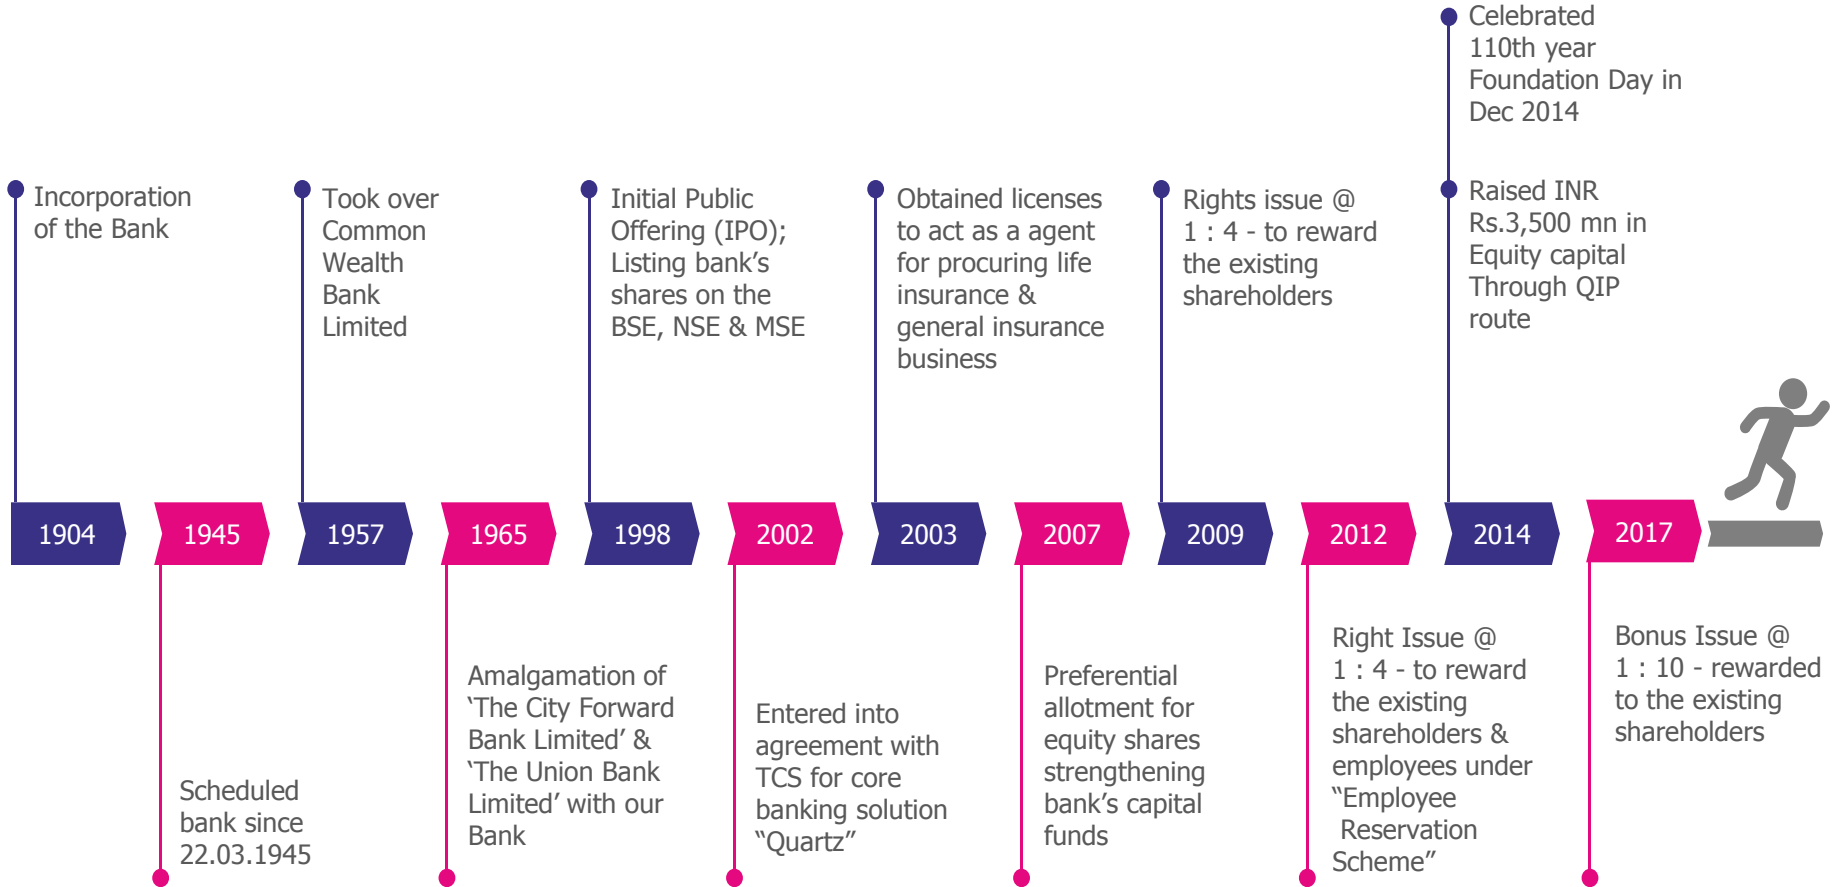 Celebrated
110th year
Foundation Day in
Dec 2014
Incorporation
of the Bank
Took over
Common
Wealth
Bank
Limited
Initial Public
Offering (IPO);
Listing bank’s
shares on the
BSE, NSE & MSE
Obtained licenses
to act as a agent
for procuring life
insurance &
general insurance
business
Rights issue @
1 : 4 - to reward
the existing
shareholders
Raised INR
Rs.3,500 mn in
Equity capital
Through QIP
route
1904
1945
1957
1965
1998
2002
2003
2007
2009
2012
2014
2017
Scheduled
bank since
22.03.1945
Amalgamation of
‘The City Forward
Bank Limited’ &
‘The Union Bank
Limited’ with our
Bank
Entered into
agreement with
TCS for core
banking solution
“Quartz”
Preferential
allotment for
equity shares
strengthening
bank’s capital
funds
Right Issue @
1 : 4 - to reward
the existing
shareholders &
employees under
“Employee
Reservation
Scheme”
Bonus Issue @
1 : 10 - rewarded
to the existing
shareholders